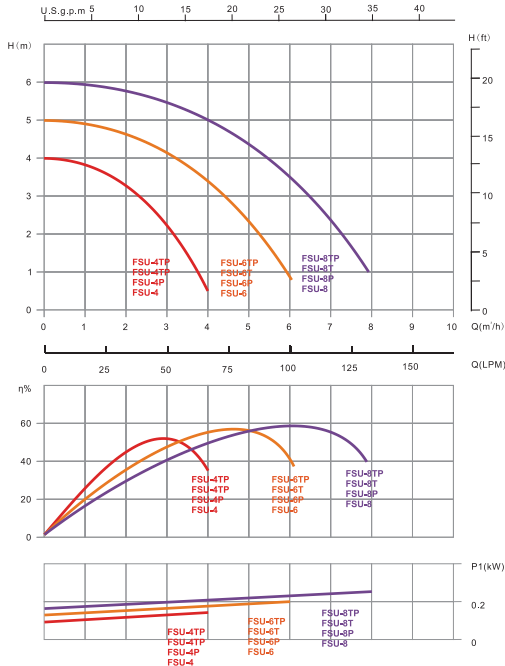 U.S.g.p.m 5 10 15 20 25 30 35 40
H(m) H(ft)
6
5
4
3
2
1
0
20
15
10
5
0
FSU-4TP
FSU-4TP
FSU-4P
FSU-4
FSU-6TP
FSU-6T
FSU-6P
FSU-6
FSU-8TP
FSU-8T
FSU-8P
FSU-8
0 1 2 3 4 5 6 7 8 9 10 Q(m³/h)
0 25 50 75 100 125 150 Q(LPM)
η%
60
40
20
0
FSU-4TP
FSU-4TP
FSU-4P
FSU-4
FSU-6TP
FSU-6T
FSU-6P
FSU-6
FSU-8TP
FSU-8T
FSU-8P
FSU-8
P1(kW)
0.2
0
FSU-4TP
FSU-4TP
FSU-4P
FSU-4
FSU-6TP
FSU-6T
FSU-6P
FSU-6
FSU-8TP
FSU-8T
FSU-8P
FSU-8